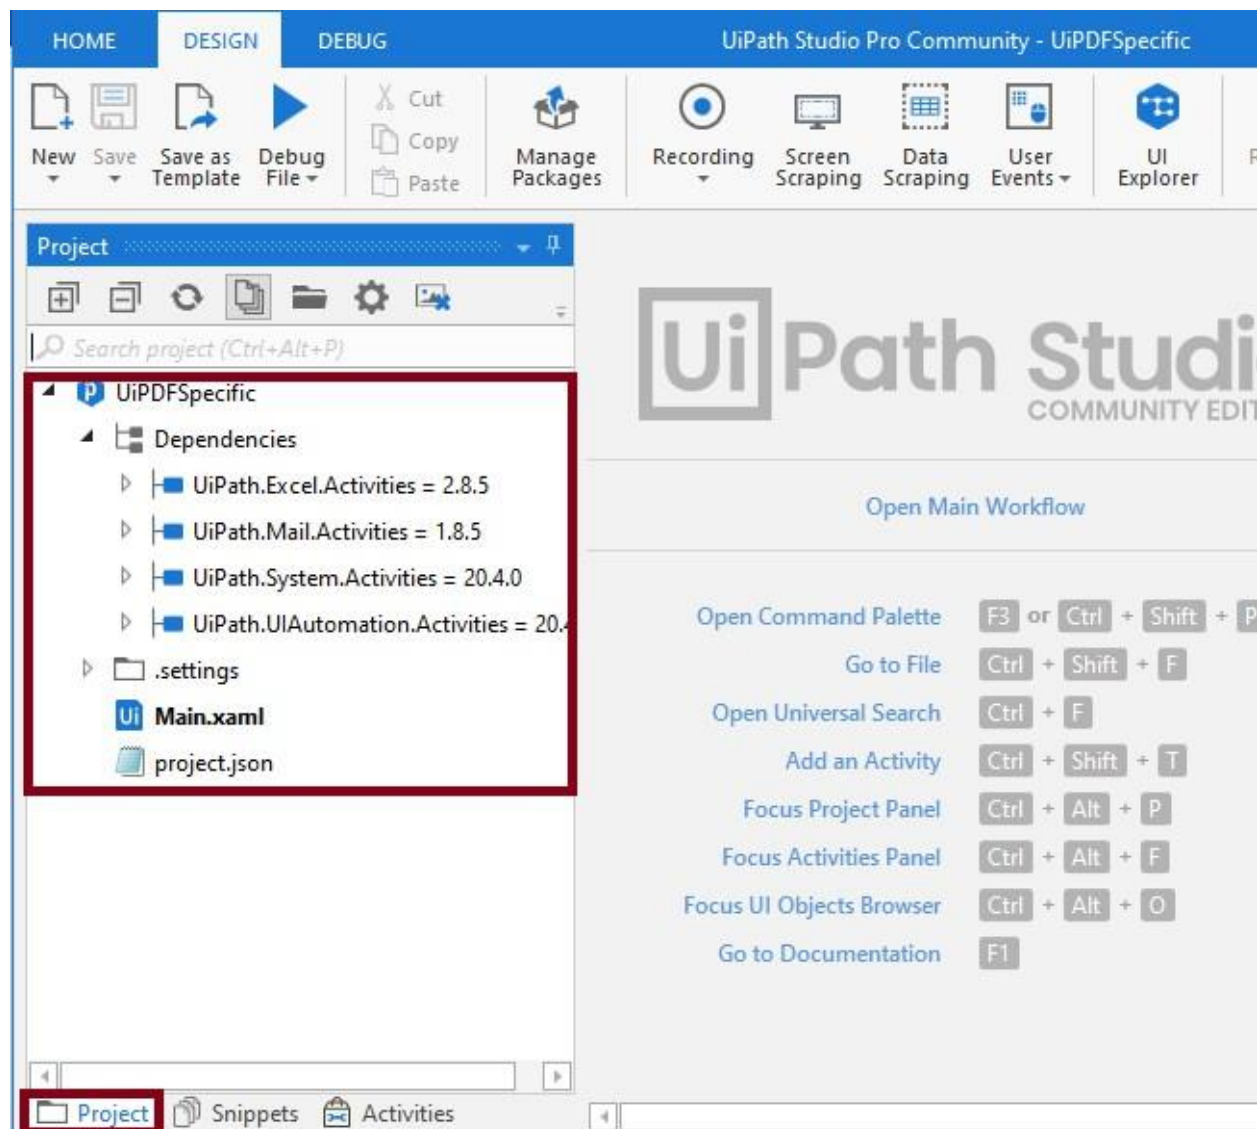 HOME DESIGN DEBUG UiPath Studio Pro Community - UiPDFSpecific
Cut
Copy
Paste
New Save Save as Template Debug File Manage Packages Recording Screen Scraping Data Scraping User Events UI Explorer
Project
Search project (Ctrl+Alt+P)
UiPDFSpecific
Dependencies
UiPath.Excel.Activities = 2.8.5
UiPath.Mail.Activities = 1.8.5
UiPath.System.Activities = 20.4.0
UiPath.UIAutomation.Activities = 20.4
.settings
Main.xaml
project.json
Project Snippets Activities
Ui Path Studi
COMMUNITY EDIT
Open Main Workflow
Open Command Palette F3 or Ctrl + Shift + P
Go to File Ctrl + Shift + F
Open Universal Search Ctrl + F
Add an Activity Ctrl + Shift + T
Focus Project Panel Ctrl + Alt + P
Focus Activities Panel Ctrl + Alt + F
Focus UI Objects Browser Ctrl + Alt + O
Go to Documentation F1